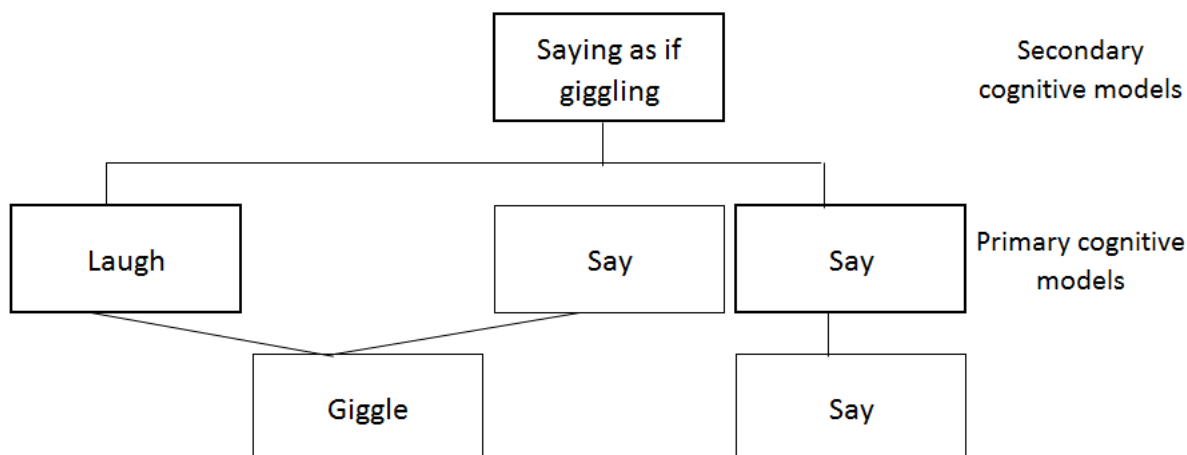 Saying as if
giggling
Secondary
cognitive models
Laugh
Say
Say
Primary cognitive
models
Giggle
Say